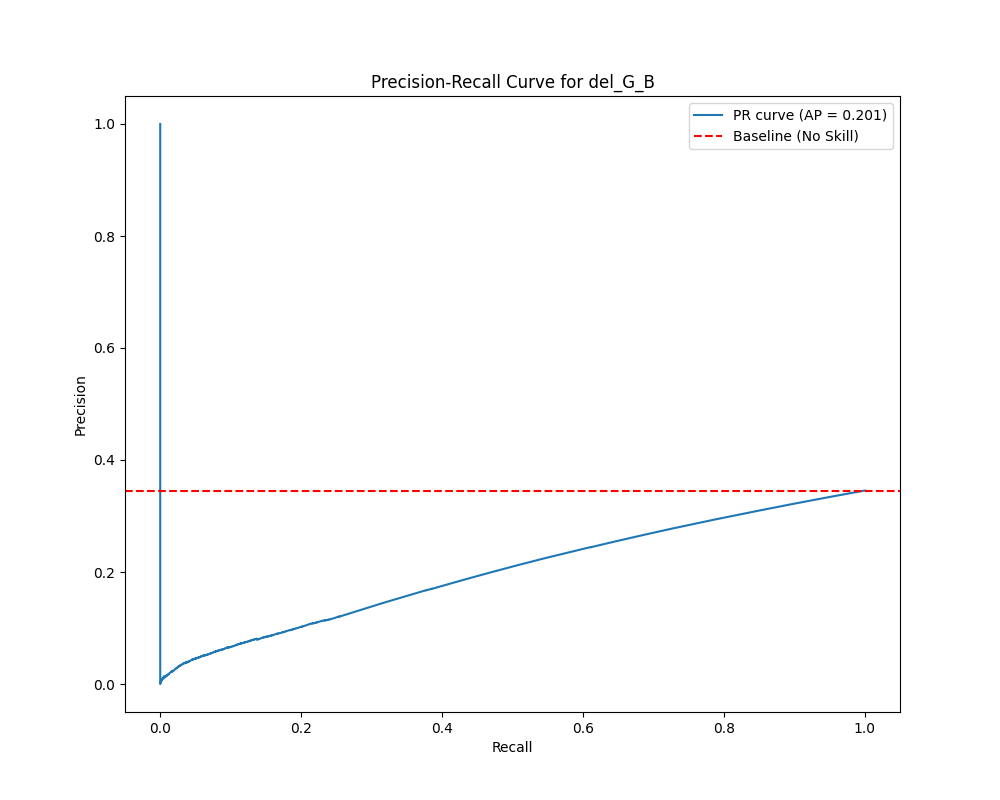 Precision-Recall Curve for del_G_B
PR curve (AP = 0.201)
Baseline (No Skill)
1.0
0.8
0.6
0.4
0.2
0.0
Precision
0.0 0.2 0.4 0.6 0.8 1.0
Recall